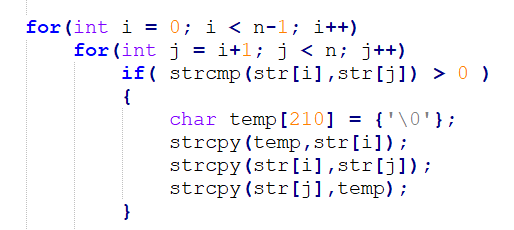 for(int i = 0; i < n-1; i++)
for(int j = i+1; j < n; j++)
if( strcmp(str[i],str[j]) > 0 )
{
char temp[210] = {'\0'};
strcpy(temp,str[i]);
strcpy(str[i],str[j]);
strcpy(str[j],temp);
}